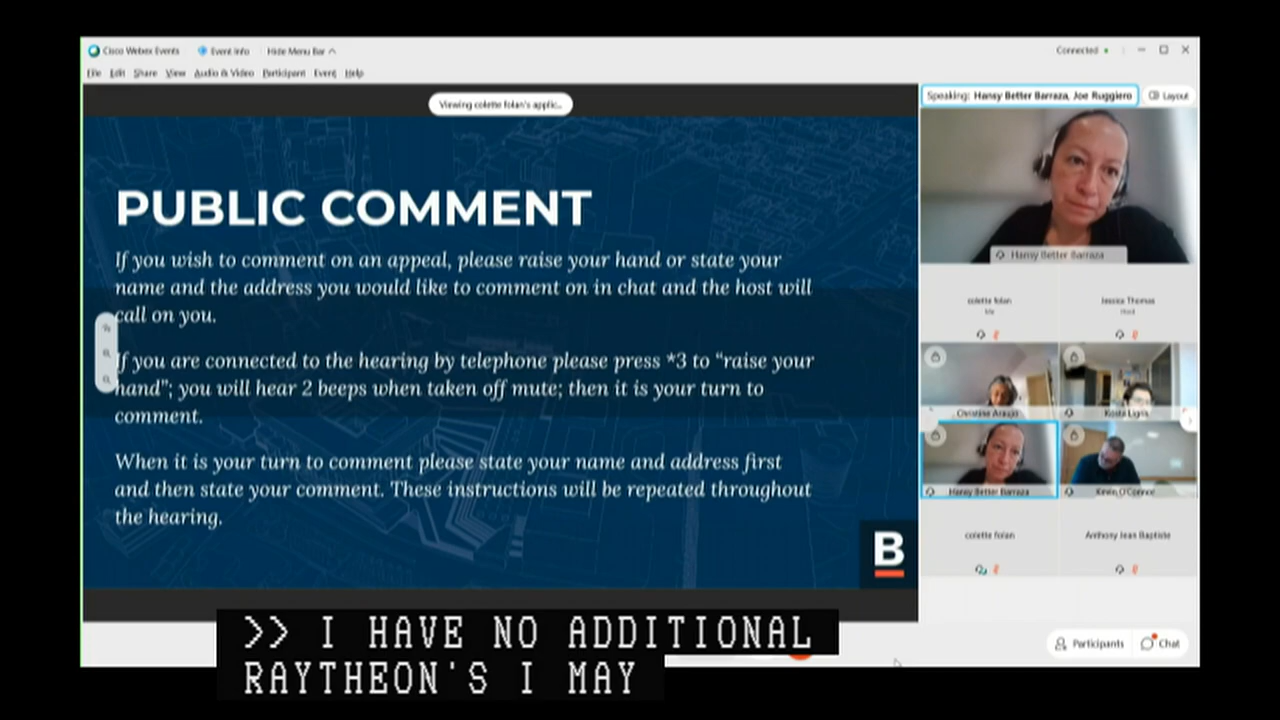 Cisco Webex Events
Event Info
Hide Menu Bar
Connected
File Edit Share View Audio & Video Participant Event Help
Viewing colette folan's applic...
Speaking: Hansy Better Barraza, Joe Ruggiero
Layout
PUBLIC COMMENT
If you wish to comment on an appeal, please raise your hand or state your
name and the address you would like to comment on in chat and the host will
call on you.
If you are connected to the hearing by telephone please press *3 to “raise your
hand”; you will hear 2 beeps when taken off mute; then it is your turn to
comment.
When it is your turn to comment please state your name and address first
and then state your comment. These instructions will be repeated throughout
the hearing.
B
Hansy Better Barraza
colette folan
Me
Jessica Thomas
Host
Christine Araujo
Kosta Ligris
Hansy Better Barraza
Kevin O'Connor
colette folan
Anthony Jean Baptiste
Participants
Chat
>> I HAVE NO ADDITIONAL
RAYTHEON'S I MAY